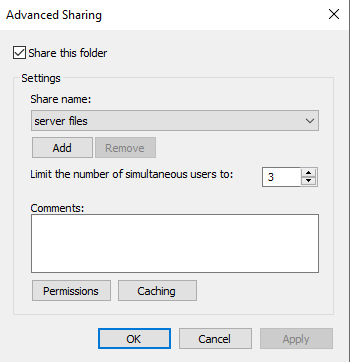 Advanced Sharing
Share this folder
Settings
Share name:
server files
Add Remove
Limit the number of simultaneous users to: 3
Comments:
Permissions Caching
OK Cancel Apply